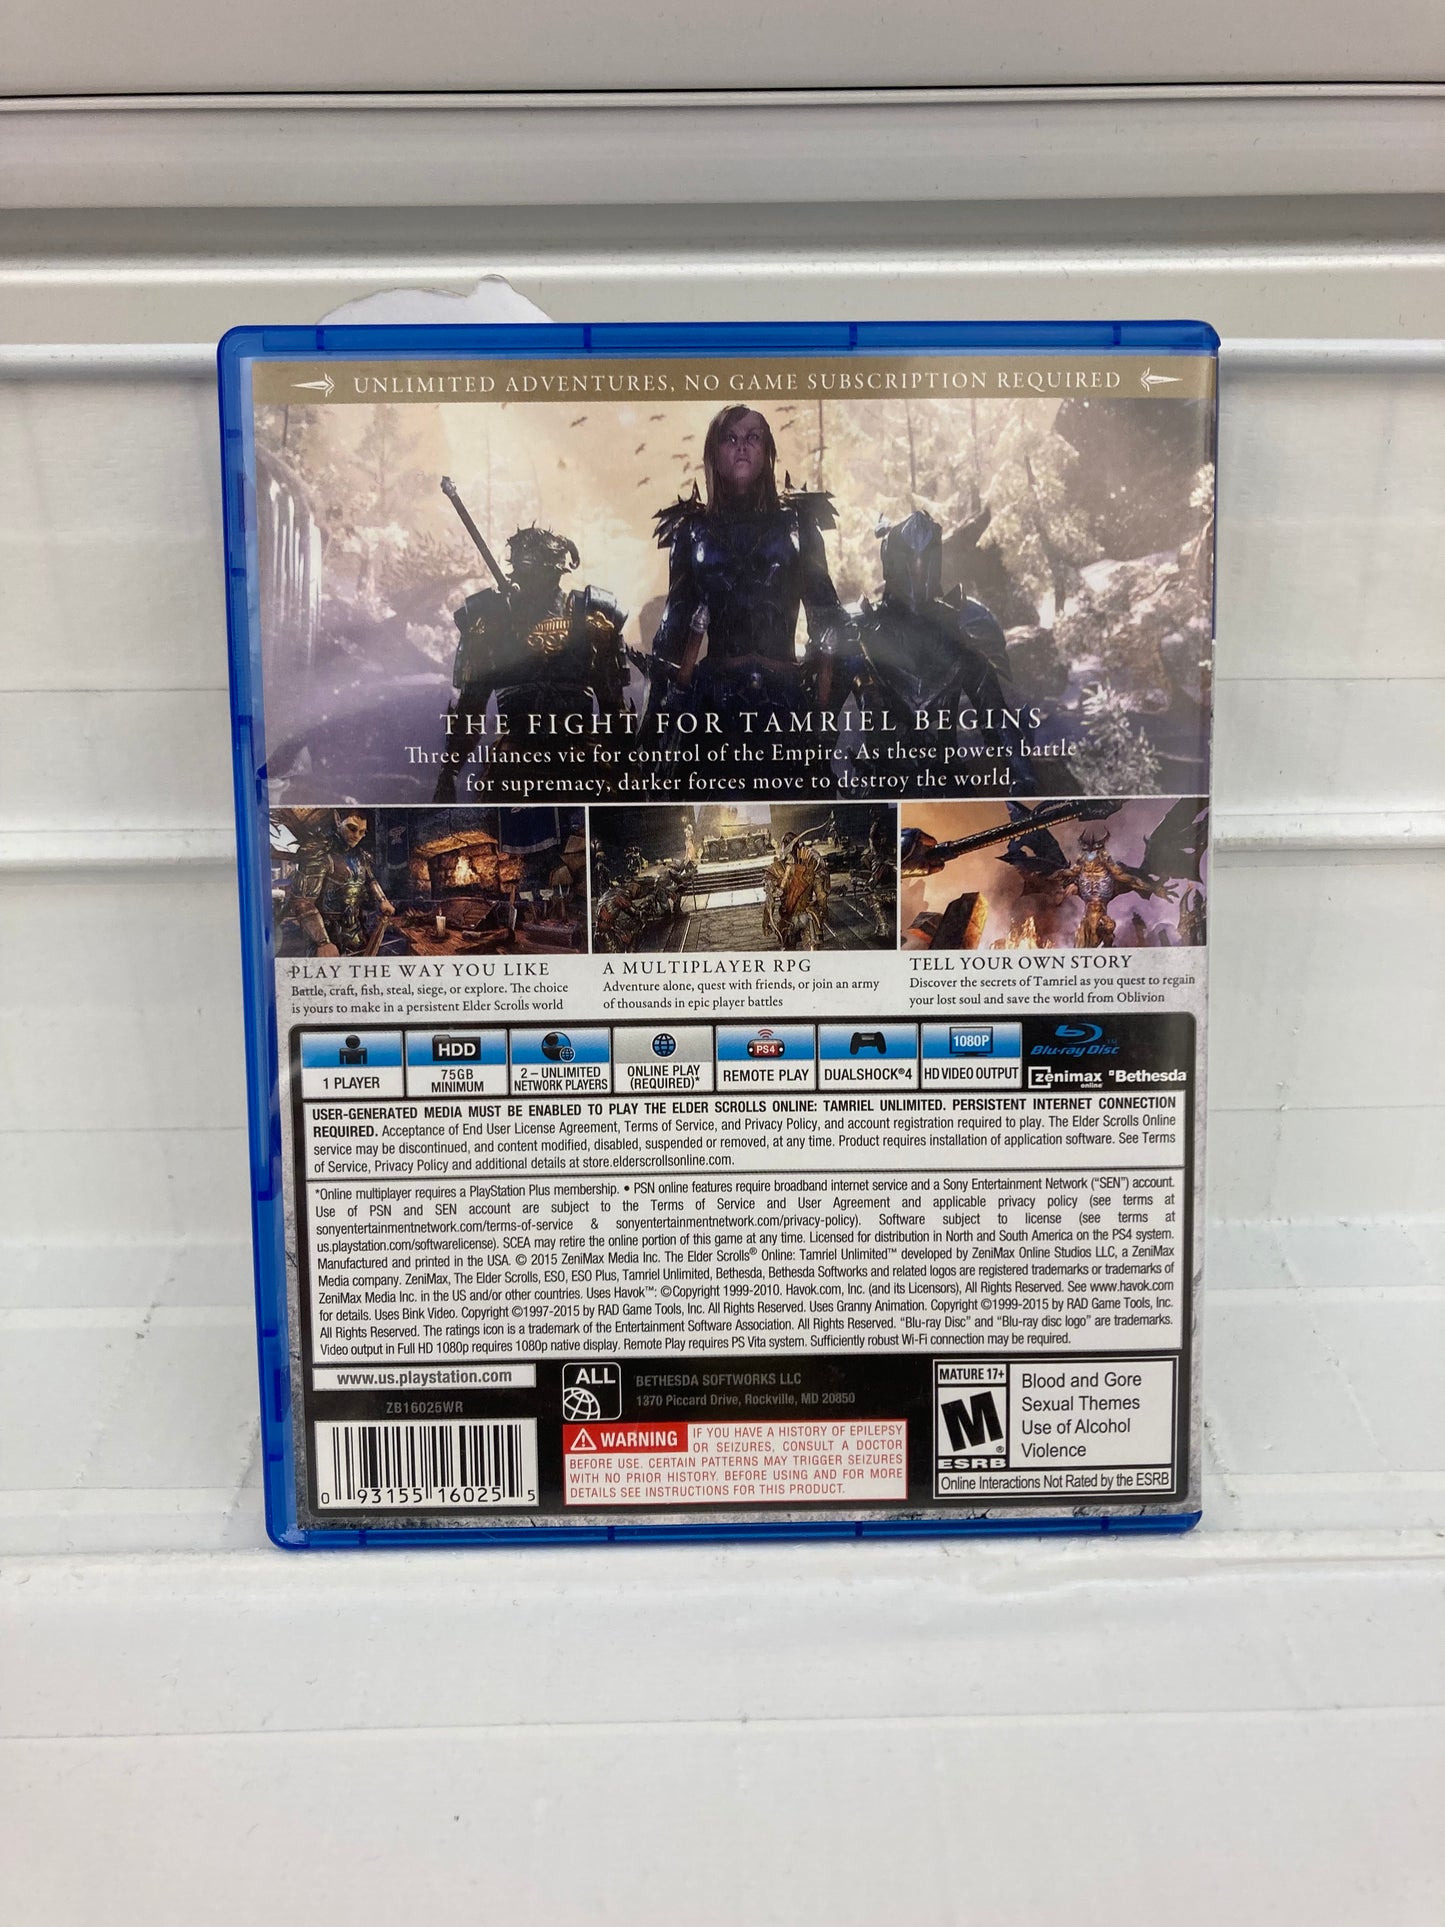 UNLIMITED ADVENTURES, NO GAME SUBSCRIPTION REQUIRED
THE FIGHT FOR TAMRIEL BEGINS
Three alliances vie for control of the Empire. As these powers battle
for supremacy, darker forces move to destroy the world.
PLAY THE WAY YOU LIKE
Battle, craft, fish, steal, siege, or explore. The choice
is yours to make in a persistent Elder Scrolls world
A MULTIPLAYER RPG
Adventure alone, quest with friends, or join an army
of thousands in epic player battles
TELL YOUR OWN STORY
Discover the secrets of Tamriel as you quest to regain
your lost soul and save the world from Oblivion
1 PLAYER
HDD
75GB
MINIMUM
2 – UNLIMITED
NETWORK PLAYERS
ONLINE PLAY
(REQUIRED)*
PS4
REMOTE PLAY
DUALSHOCK®4
1080P
HD VIDEO OUTPUT
Blu-ray Disc™
zenimax online
Bethesda
USER-GENERATED MEDIA MUST BE ENABLED TO PLAY THE ELDER SCROLLS ONLINE: TAMRIEL UNLIMITED. PERSISTENT INTERNET CONNECTION
REQUIRED. Acceptance of End User License Agreement, Terms of Service, and Privacy Policy, and account registration required to play. The Elder Scrolls Online
service may be discontinued, and content modified, disabled, suspended or removed, at any time. Product requires installation of application software. See Terms
of Service, Privacy Policy and additional details at store.elderscrollsonline.com.
*Online multiplayer requires a PlayStation Plus membership. • PSN online features require broadband internet service and a Sony Entertainment Network (“SEN”) account.
Use of PSN and SEN account are subject to the Terms of Service and User Agreement and applicable privacy policy (see terms at
sonyentertainmentnetwork.com/terms-of-service & sonyentertainmentnetwork.com/privacy-policy). Software subject to license (see terms at
us.playstation.com/softwarelicense). SCEA may retire the online portion of this game at any time. Licensed for distribution in North and South America on the PS4 system.
Manufactured and printed in the USA. © 2015 ZeniMax Media Inc. The Elder Scrolls® Online: Tamriel Unlimited™ developed by ZeniMax Online Studios LLC, a ZeniMax
Media company. ZeniMax, The Elder Scrolls, ESO, ESO Plus, Tamriel Unlimited, Bethesda, Bethesda Softworks and related logos are registered trademarks or trademarks of
ZeniMax Media Inc. in the US and/or other countries. Uses Havok™: ©Copyright 1999-2010. Havok.com, Inc. (and its Licensors), All Rights Reserved. See www.havok.com
for details. Uses Bink Video. Copyright ©1997-2015 by RAD Game Tools, Inc. All Rights Reserved. Uses Granny Animation. Copyright ©1999-2015 by RAD Game Tools, Inc.
All Rights Reserved. The ratings icon is a trademark of the Entertainment Software Association. All Rights Reserved. “Blu-ray Disc” and “Blu-ray disc logo” are trademarks.
Video output in Full HD 1080p requires 1080p native display. Remote Play requires PS Vita system. Sufficiently robust Wi-Fi connection may be required.
www.us.playstation.com
ZB16025WR
0 93155 16025 5
ALL
BETHESDA SOFTWORKS LLC
1370 Piccard Drive, Rockville, MD 20850
WARNING IF YOU HAVE A HISTORY OF EPILEPSY
OR SEIZURES, CONSULT A DOCTOR
BEFORE USE. CERTAIN PATTERNS MAY TRIGGER SEIZURES
WITH NO PRIOR HISTORY. BEFORE USING AND FOR MORE
DETAILS SEE INSTRUCTIONS FOR THIS PRODUCT.
MATURE 17+
M®
ESRB
Blood and Gore
Sexual Themes
Use of Alcohol
Violence
Online Interactions Not Rated by the ESRB